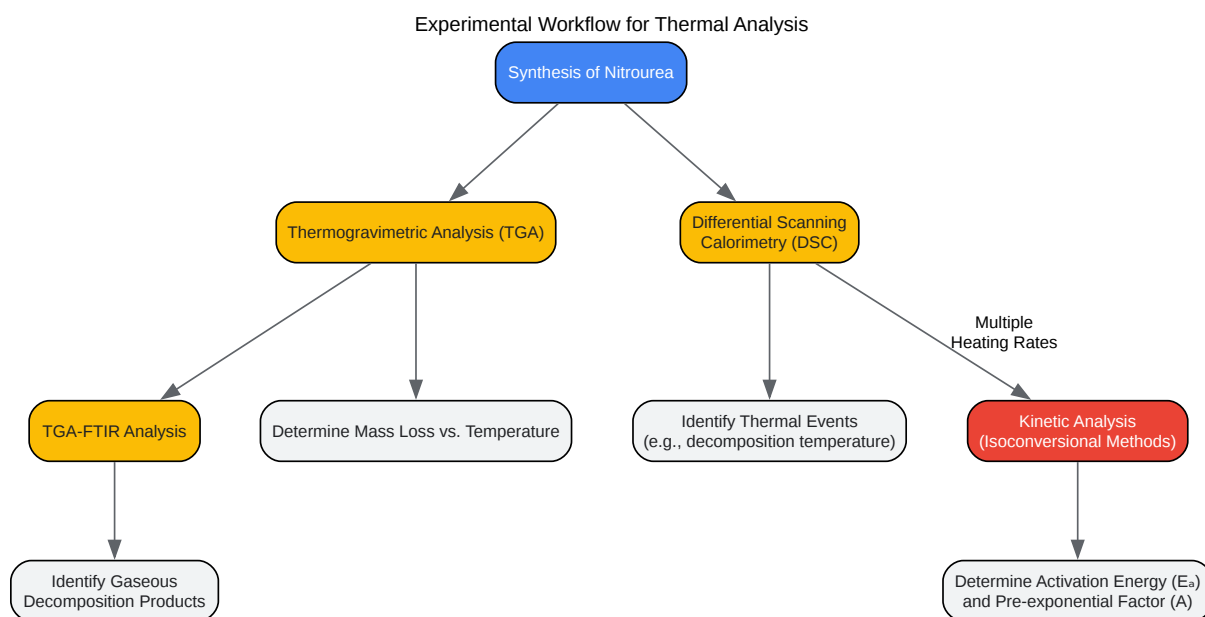 Experimental Workflow for Thermal Analysis
Synthesis of Nitrourea
Thermogravimetric Analysis (TGA)
Differential Scanning
Calorimetry (DSC)
Multiple
Heating Rates
TGA-FTIR Analysis
Determine Mass Loss vs. Temperature
Identify Thermal Events
(e.g., decomposition temperature)
Kinetic Analysis
(Isoconversional Methods)
Identify Gaseous
Decomposition Products
Determine Activation Energy (Eₐ)
and Pre-exponential Factor (A)